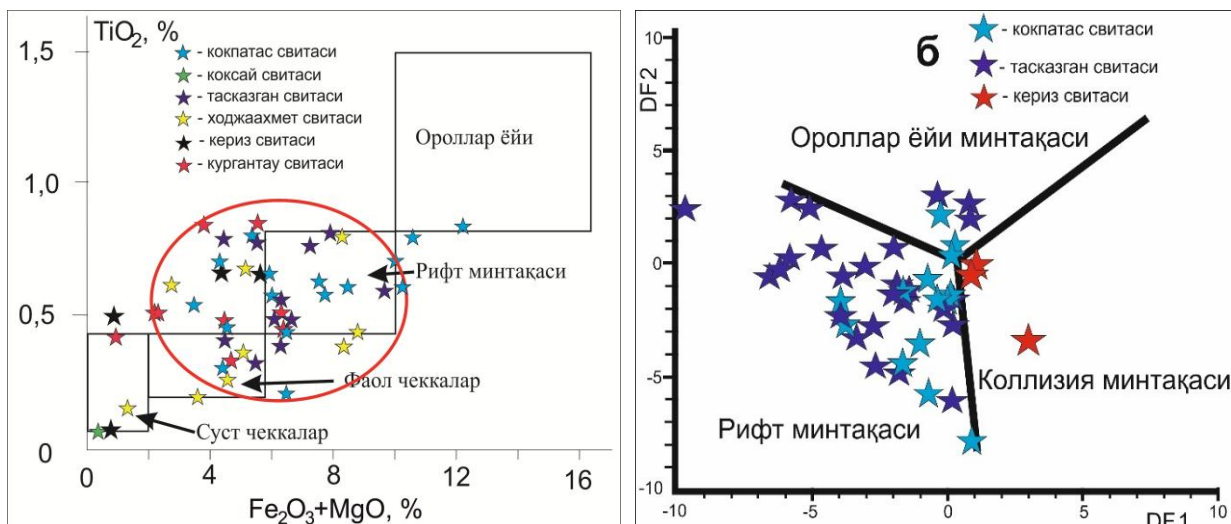 TiO2, %
- кокпатас свитаси
- коксай свитаси
- тасказган свитаси
- ходжаахмет свитаси
- кериз свитаси
- кургантау свитаси
1,5
1,0
0,5
0
Ороллар ёйи
Рифт минтақаси
Фаол чеккалар
Суст чеккалар
0 4 8 12 16
Fe2O3+MgO, %
б
- кокпатас свитаси
- тасказган свитаси
- кериз свитаси
DF2
10
5
0
-5
-10
Ороллар ёйи минтақаси
Коллизия минтақаси
Рифт минтақаси
-10 -5 0 5 10
DF1